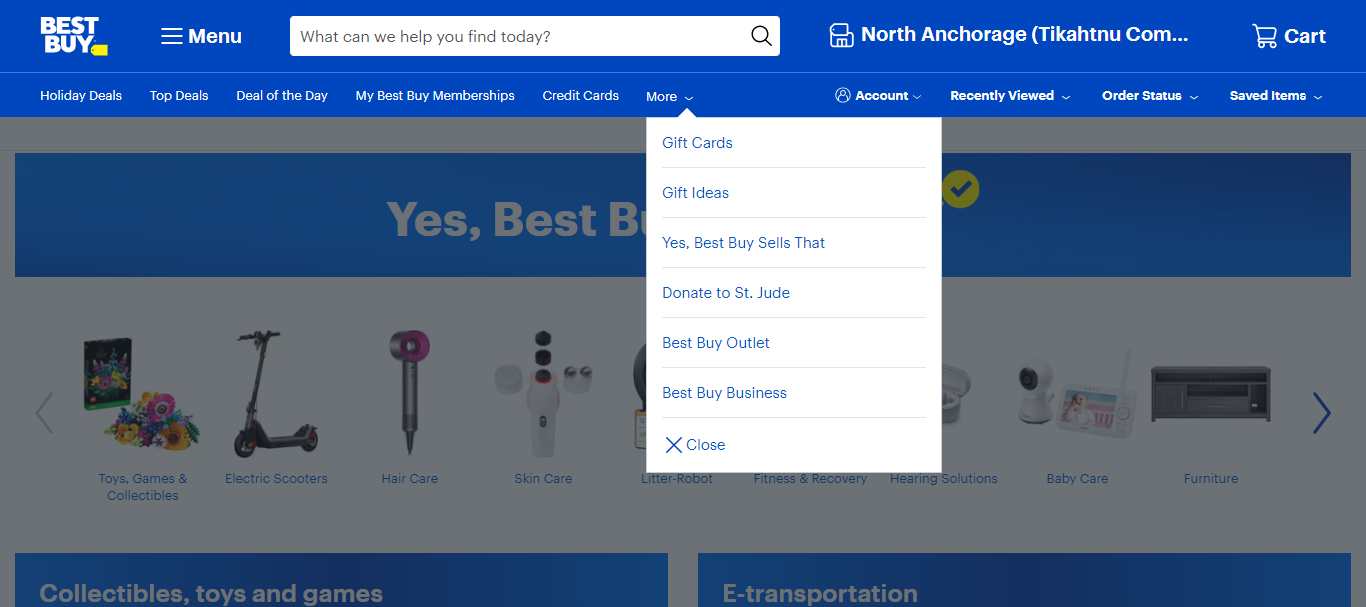 BEST BUY
Menu
What can we help you find today?
North Anchorage (Tikahtnu Com...
Cart
Holiday Deals
Top Deals
Deal of the Day
My Best Buy Memberships
Credit Cards
More
Account
Recently Viewed
Order Status
Saved Items
Gift Cards
Gift Ideas
Yes, Best Buy Sells That
Donate to St. Jude
Best Buy Outlet
Best Buy Business
Close
Yes, Best Bu
Toys, Games &
Collectibles
Electric Scooters
Hair Care
Skin Care
Litter-Robot
Fitness & Recovery
Hearing Solutions
Baby Care
Furniture
Collectibles, toys and games
E-transportation